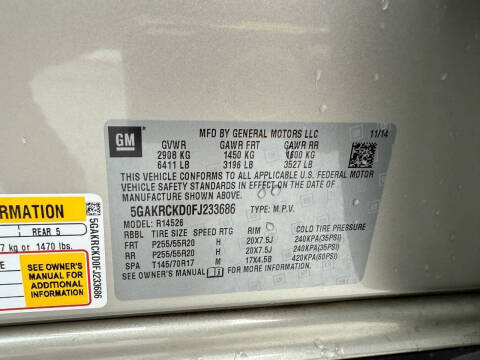 GM
MFD BY GENERAL MOTORS LLC 11/14
GVWR GAWR FRT GAWR RR
2908 KG 1450 KG 1600 KG
6411 LB 3196 LB 3527 LB
THIS VEHICLE CONFORMS TO ALL APPLICABLE U.S. FEDERAL MOTOR
VEHICLE SAFETY STANDARDS IN EFFECT ON THE DATE OF
MANUFACTURE SHOWN ABOVE.
5GAKRCKD0FJ233686 TYPE: M.P.V.
MODEL: R14526
RBBL TIRE SIZE SPEED RTG RIM COLD TIRE PRESSURE
FRT P255/55R20 H 20X7.5J 240KPA(35PSI)
RR P255/55R20 H 20X7.5J 240KPA(35PSI)
SPA T145/70R17 M 17X4.5B 420KPA(60PSI)
SEE OWNER'S MANUAL FOR MORE INFORMATION.
ORMATION
1 REAR 5
7 kg or 1470 lbs.
SEE OWNER'S
MANUAL FOR
ADDITIONAL
INFORMATION
5GAKRCKD0FJ233686